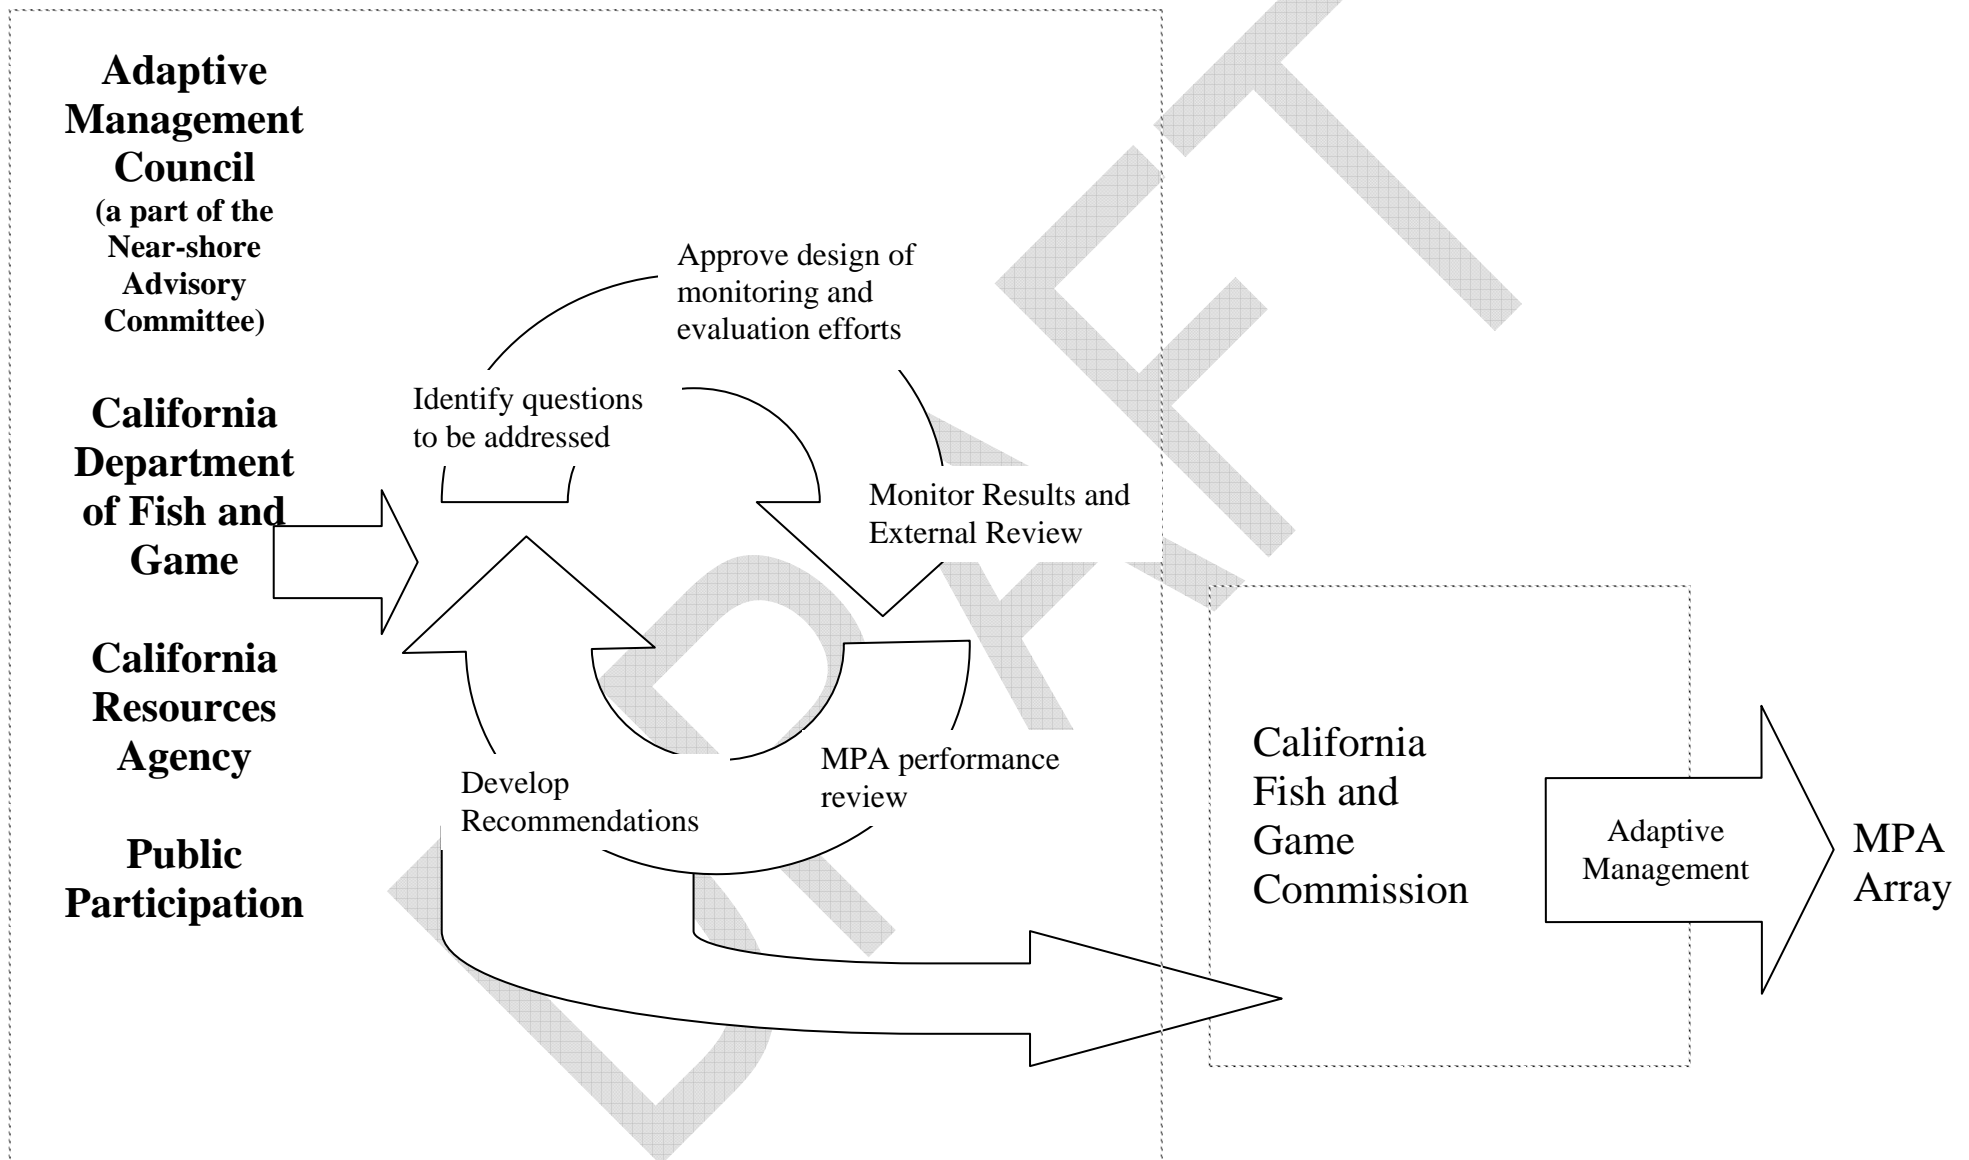 Adaptive
Management
Council
(a part of the
Near-shore
Advisory
Committee)
California
Department
of Fish and
Game
California
Resources
Agency
Public
Participation
Approve design of
monitoring and
evaluation efforts
Identify questions
to be addressed
Monitor Results and
External Review
MPA performance
review
Develop
Recommendations
California
Fish and
Game
Commission
Adaptive
Management
MPA
Array
DRAFT